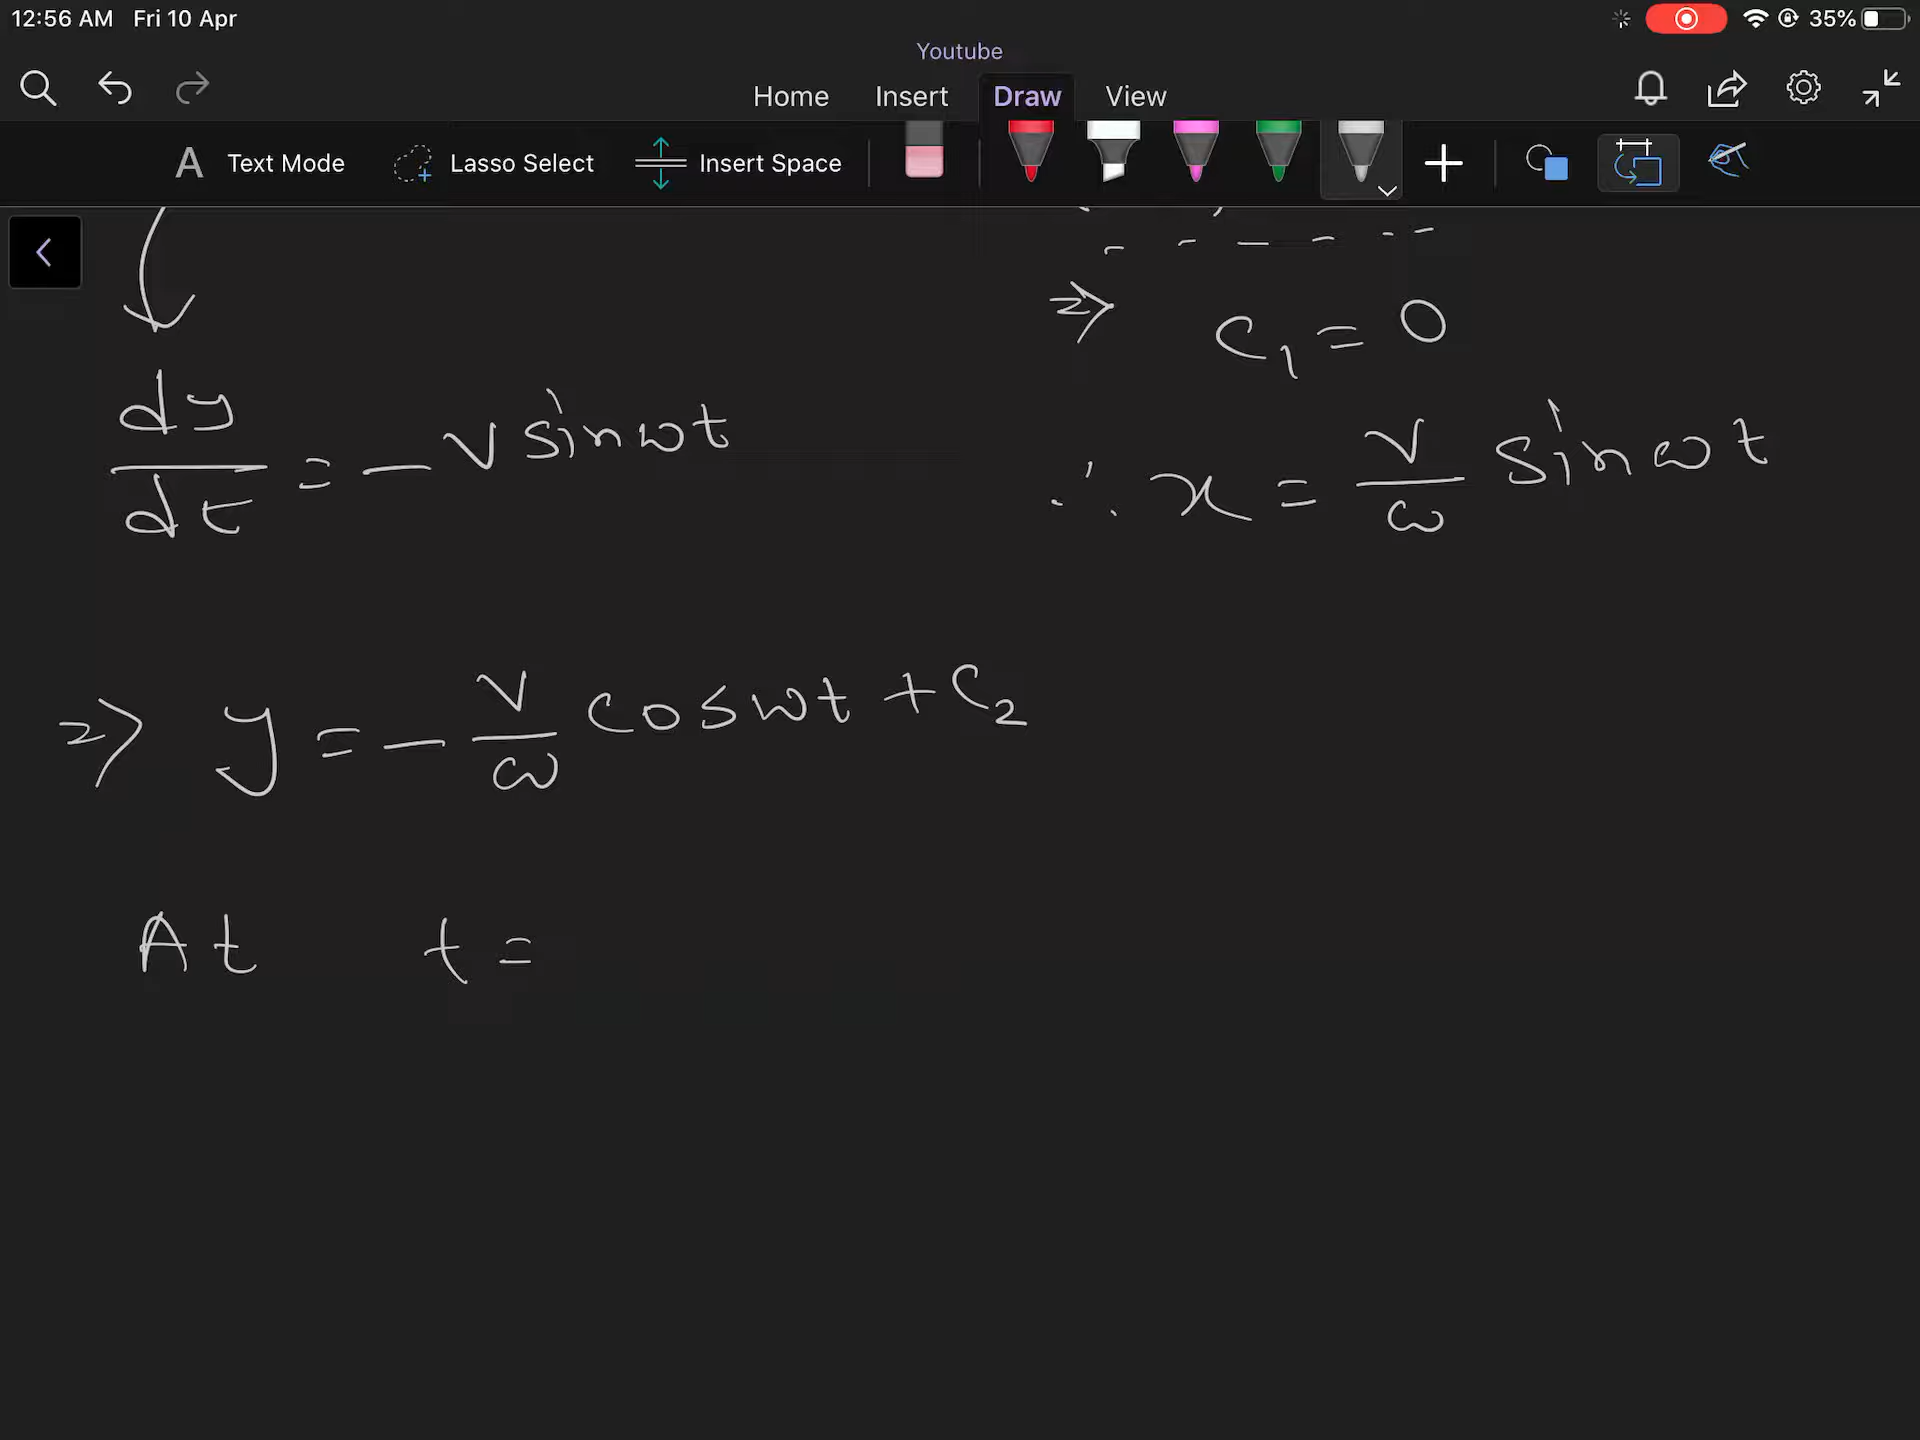 12:56 AM Fri 10 Apr 35%
Youtube
Home Insert Draw View
A Text Mode Lasso Select Insert Space
⇒ C₁ = 0
dy/dt = - v sin ωt
∴ x = v/ω sin ωt
⇒ y = - v/ω cos ωt + C₂
At t =